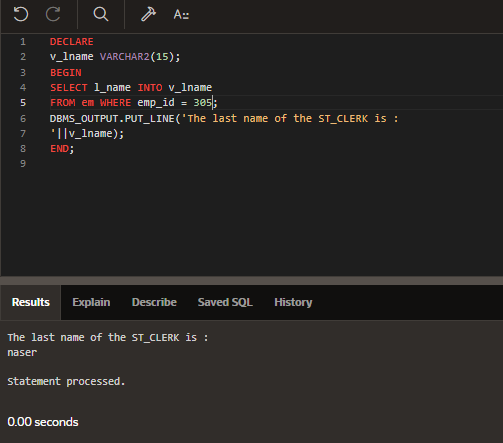 A::
1 DECLARE
2 v_lname VARCHAR2(15);
3 BEGIN
4 SELECT l_name INTO v_lname
5 FROM em WHERE emp_id = 305;
6 DBMS_OUTPUT.PUT_LINE('The last name of the ST_CLERK is :
7 '||v_lname);
8 END;
9
Results Explain Describe Saved SQL History
The last name of the ST_CLERK is :
naser
Statement processed.
0.00 seconds